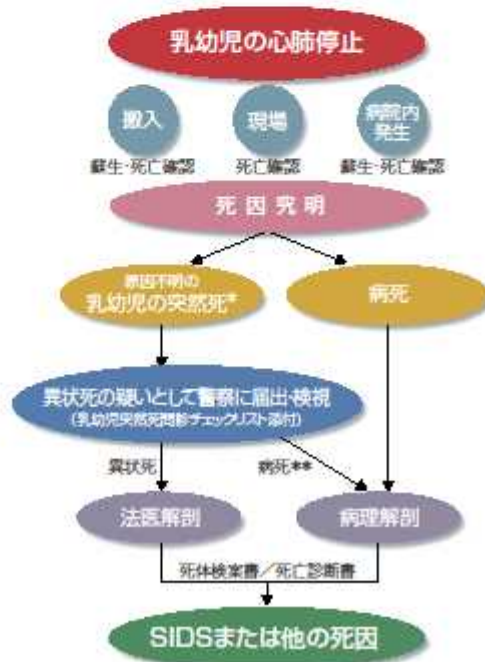 乳幼児の心肺停止
搬入
現場
病院内
発生
蘇生・死亡確認
死亡確認
蘇生・死亡確認
死因究明
原因不明の
乳幼児の突然死*
病死
異状死の疑いとして警察に届出・検視
(乳幼児突然死問診チェックリスト添付)
異状死
病死**
法医解剖
病理解剖
死体検案書／死亡診断書
SIDSまたは他の死因